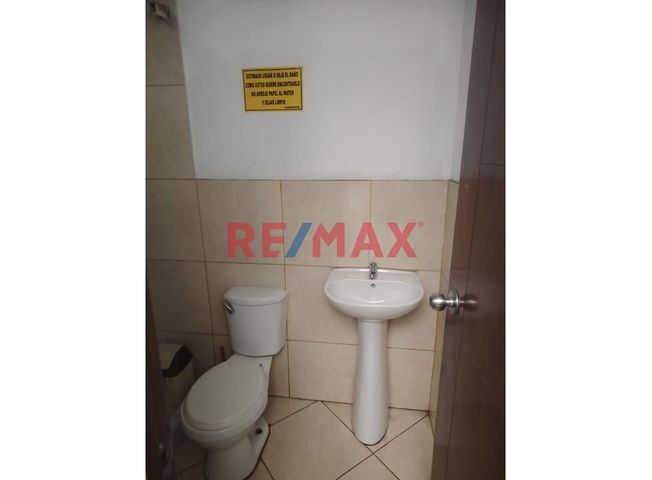 ESTIMADO USUARIO DEJE EL BAÑO
COMO USTED QUIERE ENCONTRARLO
NO ARROJE PAPEL AL WATER
Y DEJAR LIMPIO
RE/MAX